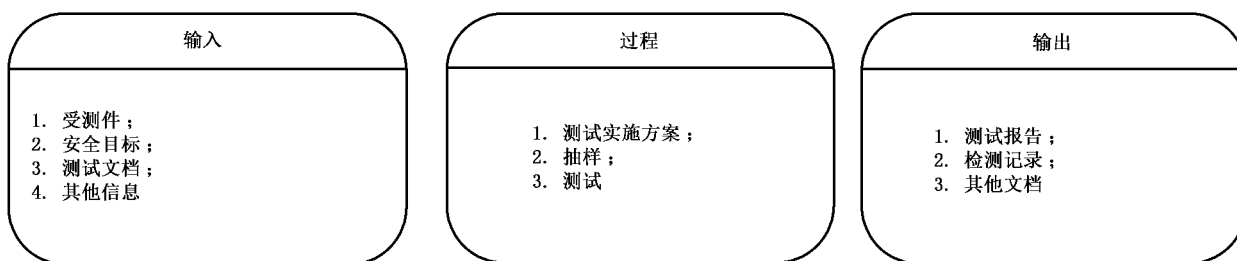 输入
1. 受测件;
2. 安全目标;
3. 测试文档;
4. 其他信息
过程
1. 测试实施方案;
2. 抽样;
3. 测试
输出
1. 测试报告;
2. 检测记录;
3. 其他文档